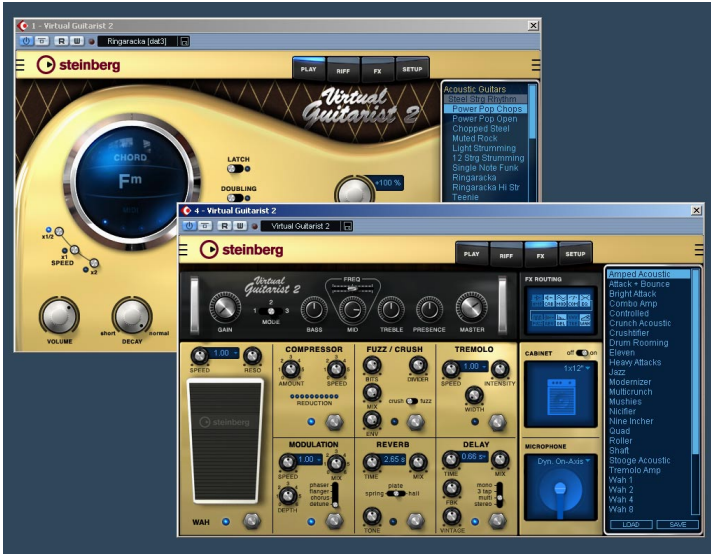 1 - Virtual Guitarist 2
R W Ringaracka [dat3]
steinberg
PLAY RIFF FX SETUP
Virtual
Guitarist 2
CHORD
Fm
LATCH
DOUBLING
+100 %
x1/2
x1
x2
SPEED
VOLUME
short DECAY normal
Acoustic Guitars
Steel Strg Rhythm
Power Pop Chops
Power Pop Open
Chopped Steel
Muted Rock
Light Strumming
12 Strg Strumming
Single Note Funk
Ringaracka
Ringaracka Hi Str
Teenie
4 - Virtual Guitarist 2
R W Virtual Guitarist 2
steinberg
PLAY RIFF FX SETUP
Virtual
Guitarist 2
FREQ
1 2 3
MODE
GAIN BASS MID TREBLE PRESENCE MASTER
FX ROUTING
1.00
SPEED RESO
steinberg
WAH
COMPRESSOR
AMOUNT SPEED
REDUCTION
FUZZ / CRUSH
BITS DIVIDER
MIX
crush fuzz
ENV
TREMOLO
1.00
SPEED INTENSITY
WIDTH
MODULATION
1.00
SPEED MIX
phaser
flanger
chorus
detune
DEPTH
REVERB
2.65 s
TIME MIX
plate
spring hall
TONE
DELAY
0.66 s
TIME MIX
mono
3 tap
multi
stereo
FBK
VINTAGE
CABINET off on
1x12"
MICROPHONE
Dyn. On-Axis
Amped Acoustic
Attack + Bounce
Bright Attack
Combo Amp
Controlled
Crunch Acoustic
Crushtifier
Drum Rooming
Eleven
Heavy Attacks
Jazz
Modernizer
Multicrunch
Mushies
Nicifier
Nine Incher
Quad
Roller
Shaft
Stooge Acoustic
Tremolo Amp
Wah 1
Wah 2
Wah 4
Wah 8
LOAD SAVE